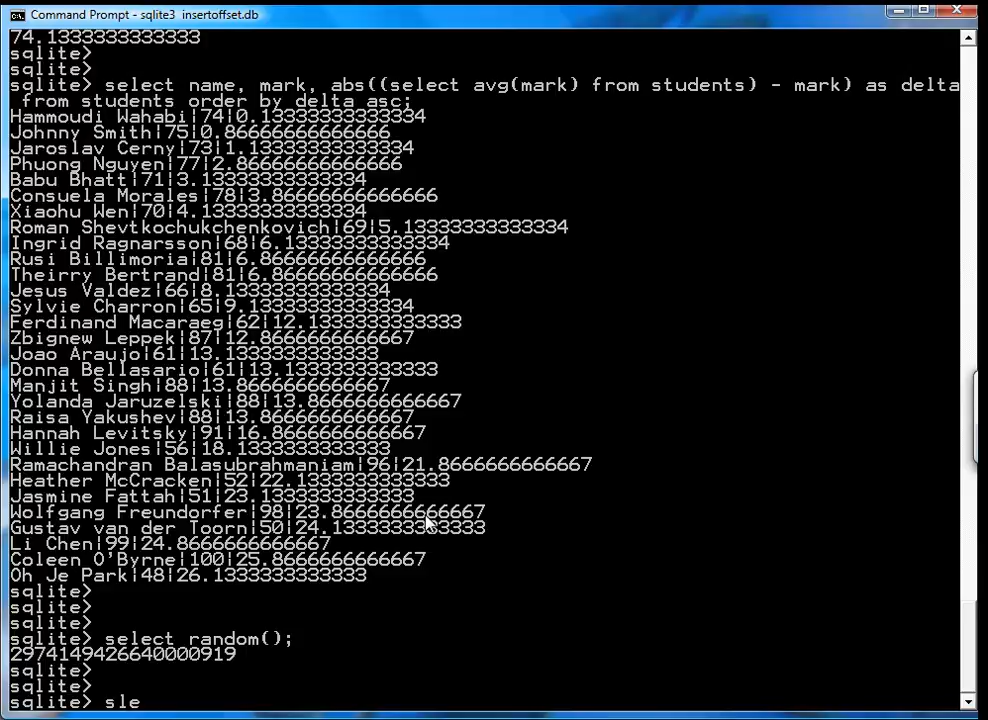 Command Prompt - sqlite3 insertoffset.db
74.1333333333333
sqlite>
sqlite>
sqlite> select name, mark, abs((select avg(mark) from students) - mark) as delta
from students order by delta asc;
Hammoudi Wahabi|74|0.13333333333334
Johnny Smith|75|0.86666666666666
Jaroslav Cerny|73|1.13333333333334
Phuong Nguyen|77|2.86666666666666
Babu Bhatt|71|3.13333333333334
Consuela Morales|78|3.86666666666666
Xiaohu Wen|70|4.13333333333334
Roman Shevtkochukchenkovich|69|5.13333333333334
Ingrid Ragnarsson|68|6.13333333333334
Rusi Billimoria|81|6.86666666666666
Theirry Bertrand|81|6.86666666666666
Jesus Valdez|66|8.13333333333334
Sylvie Charron|65|9.13333333333334
Ferdinand Macaraeg|62|12.1333333333333
Zbignew Leppek|87|12.8666666666667
Joao Araujo|61|13.1333333333333
Donna Bellasario|61|13.1333333333333
Manjit Singh|88|13.8666666666667
Yolanda Jaruzelski|88|13.8666666666667
Raisa Yakushev|88|13.8666666666667
Hannah Levitsky|91|16.8666666666667
Willie Jones|56|18.1333333333333
Ramachandran Balasubrahmaniam|96|21.8666666666667
Heather McCracken|52|22.1333333333333
Jasmine Fattah|51|23.1333333333333
Wolfgang Freundorfer|98|23.8666666666667
Gustav van der Toorn|50|24.1333333333333
Li Chen|99|24.8666666666667
Coleen O'Byrne|100|25.8666666666667
Oh Je Park|48|26.1333333333333
sqlite>
sqlite>
sqlite>
sqlite> select random();
2974149426640000919
sqlite>
sqlite>
sqlite> sle